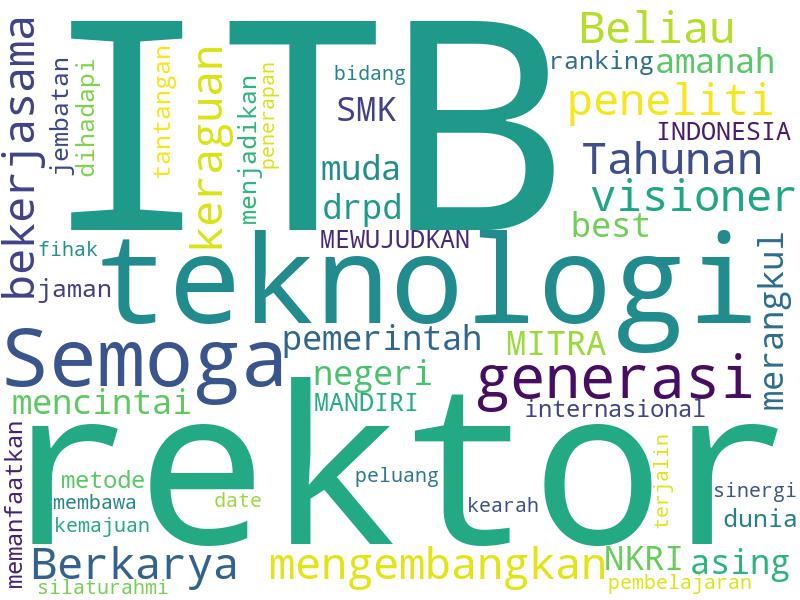 ITB
Beliau
ranking
amanah
peneliti
INDONESIA
Tahunan
visioner
best
bekerjasama
jembatan
dihadapi
tantangan
keraguan
menjadikan
penerapan
bidang
SMK
muda
drpd
MEWUJUDKAN
fihak
jaman
teknologi
merangkul
Semoga
pemerintah
MITRA
negeri
generasi
mencintai
MANDIRI
internasional
rektor
memanfaatkan
metode
membawa
kemajuan
date
peluang
kearah
terjalin
sinergi
dunia
Berkarya
mengembangkan
NKRI
asing
silaturahmi
pembelajaran